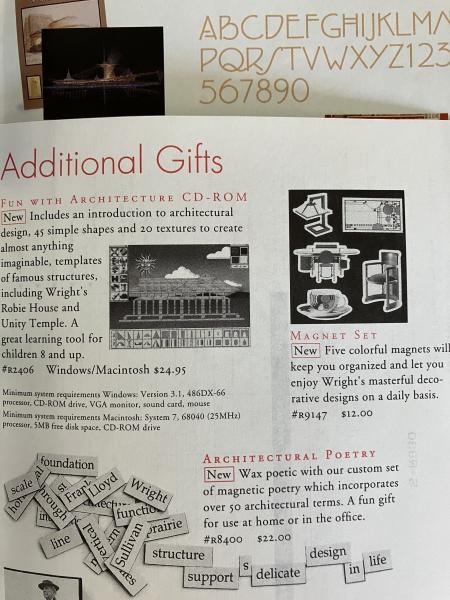 ABCDEFGHIJKLMN
PQRSTVWXYZ123
567890
Additional Gifts
FUN WITH ARCHITECTURE CD-ROM
New Includes an introduction to architectural
design, 45 simple shapes and 20 textures to create
almost anything
imaginable, templates
of famous structures,
including Wright's
Robie House and
Unity Temple. A
great learning tool for
children 8 and up.
#R2406 Windows/Macintosh $24.95
Minimum system requirements Windows: Version 3.1, 486DX-66
processor, CD-ROM drive, VGA monitor, sound card, mouse
Minimum system requirements Macintosh: System 7, 68040 (25MHz)
processor, 5MB free disk space, CD-ROM drive
MAGNET SET
New Five colorful magnets will
keep you organized and let you
enjoy Wright's masterful deco-
rative designs on a daily basis.
#R9147 $12.00
ARCHITECTURAL POETRY
New Wax poetic with our custom set
of magnetic poetry which incorporates
over 50 architectural terms. A fun gift
for use at home or in the office.
#R8400 $22.00
foundation
scale
through
Frank
Lloyd
Wright
function
prairie
line
vertical
Sullivan
structure
support
s
delicate
design
in
life